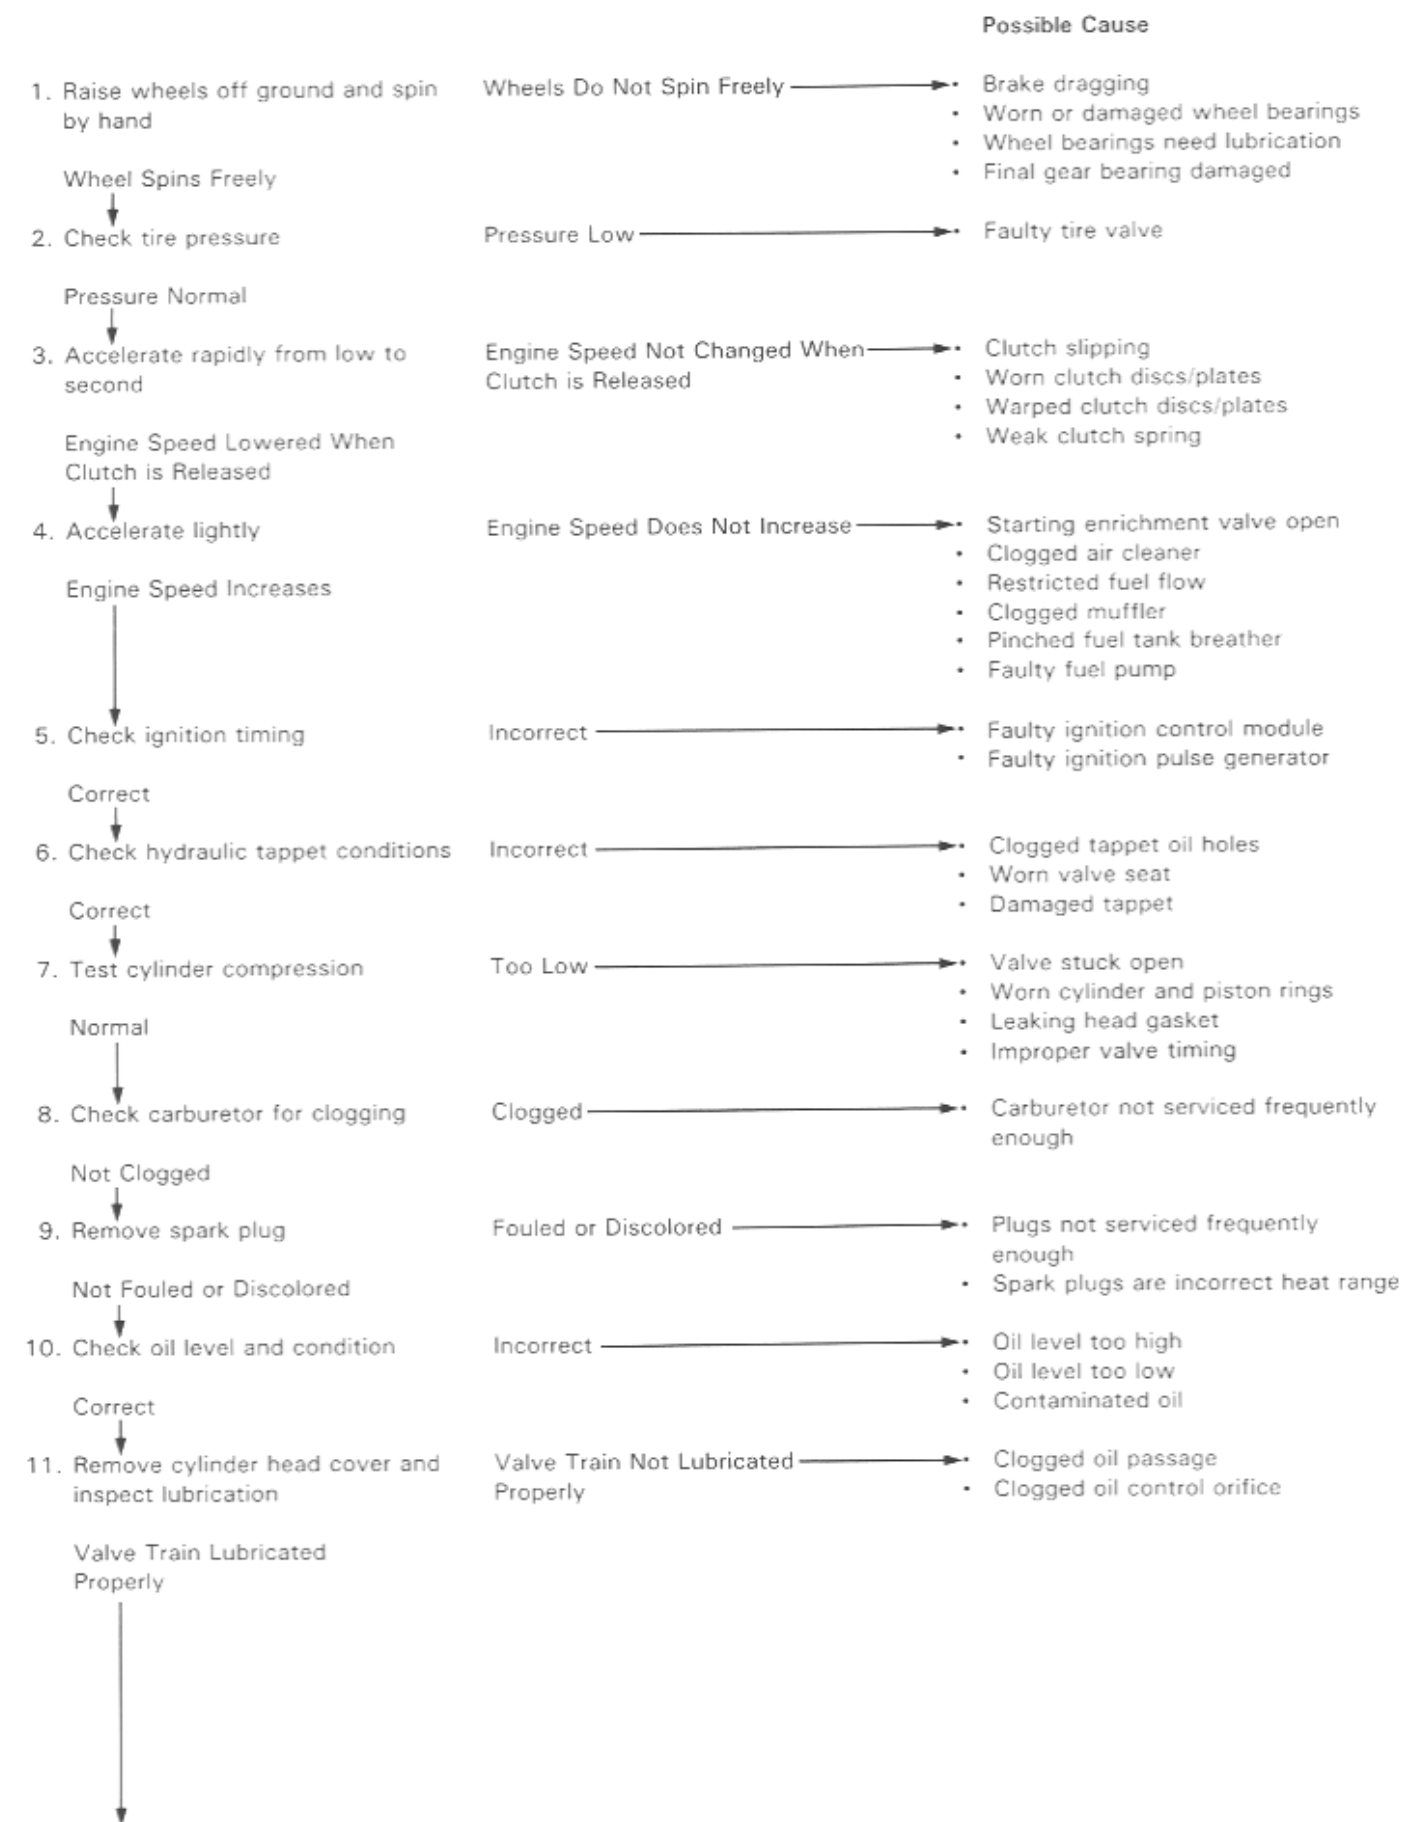 Possible Cause
1. Raise wheels off ground and spin
by hand
Wheels Do Not Spin Freely
• Brake dragging
• Worn or damaged wheel bearings
• Wheel bearings need lubrication
• Final gear bearing damaged
Wheel Spins Freely
2. Check tire pressure
Pressure Low
• Faulty tire valve
Pressure Normal
3. Accelerate rapidly from low to
second
Engine Speed Not Changed When
Clutch is Released
• Clutch slipping
• Worn clutch discs/plates
• Warped clutch discs/plates
• Weak clutch spring
Engine Speed Lowered When
Clutch is Released
4. Accelerate lightly
Engine Speed Does Not Increase
• Starting enrichment valve open
• Clogged air cleaner
• Restricted fuel flow
• Clogged muffler
• Pinched fuel tank breather
• Faulty fuel pump
Engine Speed Increases
5. Check ignition timing
Incorrect
• Faulty ignition control module
• Faulty ignition pulse generator
Correct
6. Check hydraulic tappet conditions
Incorrect
• Clogged tappet oil holes
• Worn valve seat
• Damaged tappet
Correct
7. Test cylinder compression
Too Low
• Valve stuck open
• Worn cylinder and piston rings
• Leaking head gasket
• Improper valve timing
Normal
8. Check carburetor for clogging
Clogged
• Carburetor not serviced frequently
enough
Not Clogged
9. Remove spark plug
Fouled or Discolored
• Plugs not serviced frequently
enough
• Spark plugs are incorrect heat range
Not Fouled or Discolored
10. Check oil level and condition
Incorrect
• Oil level too high
• Oil level too low
• Contaminated oil
Correct
11. Remove cylinder head cover and
inspect lubrication
Valve Train Not Lubricated
Properly
• Clogged oil passage
• Clogged oil control orifice
Valve Train Lubricated
Properly